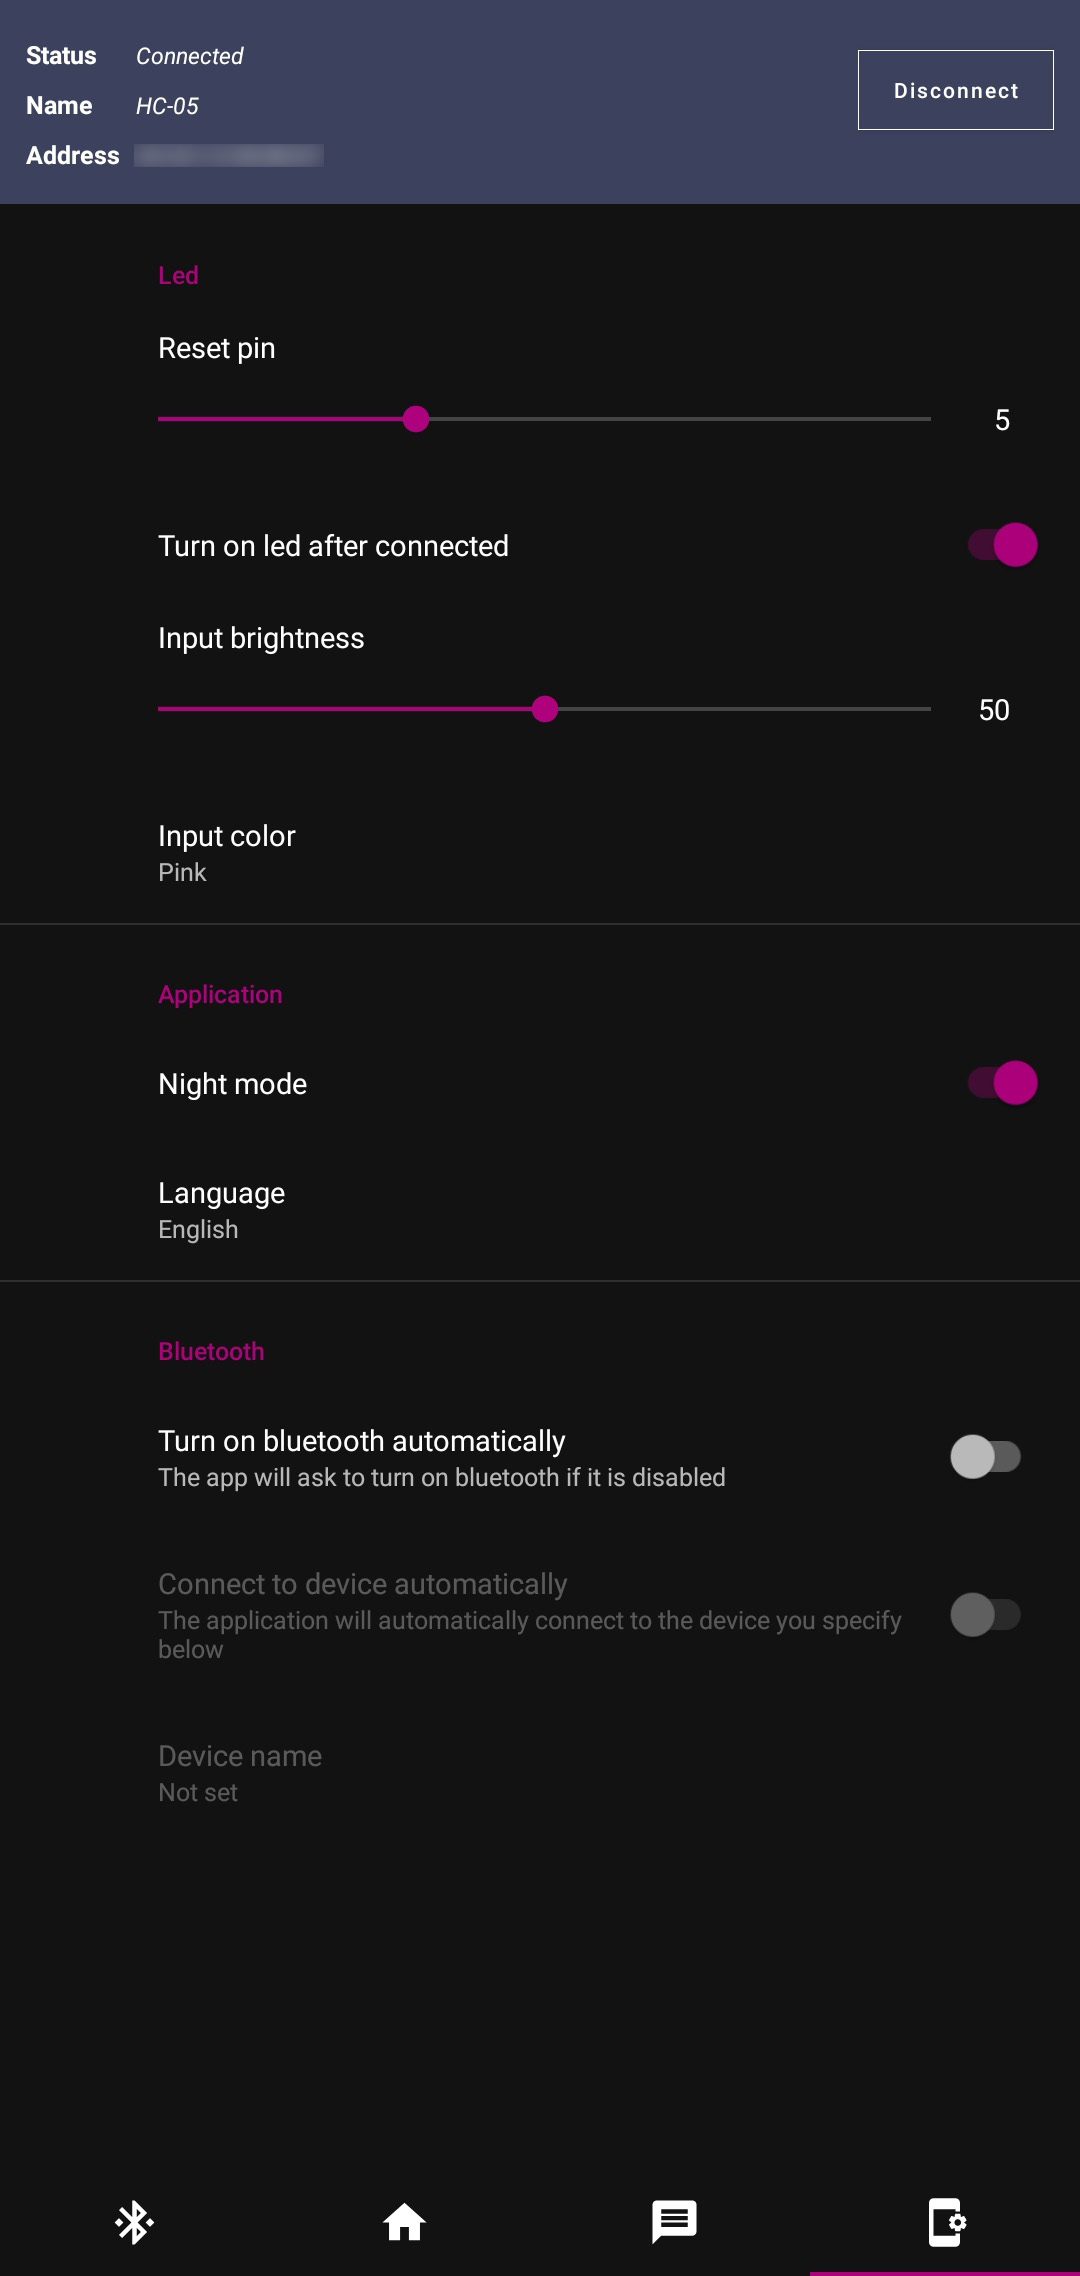 Status Connected
Name HC-05
Address
Disconnect
Led
Reset pin
5
Turn on led after connected
Input brightness
50
Input color
Pink
Application
Night mode
Language
English
Bluetooth
Turn on bluetooth automatically
The app will ask to turn on bluetooth if it is disabled
Connect to device automatically
The application will automatically connect to the device you specify
below
Device name
Not set